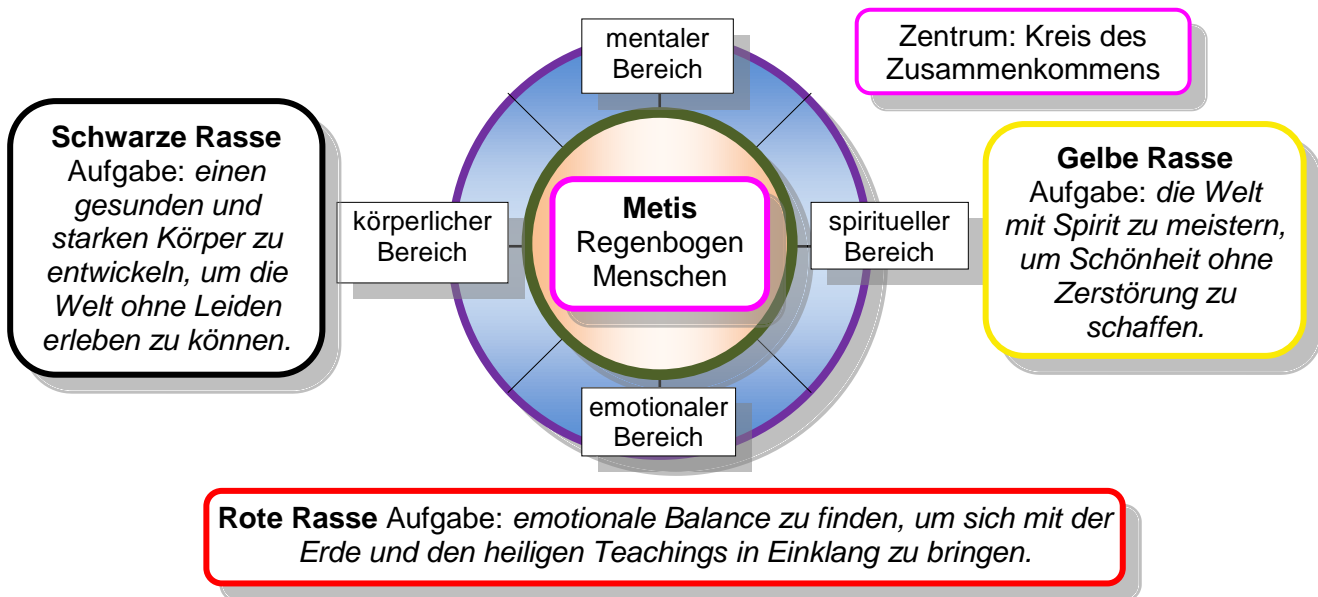 mentaler
Bereich
Zentrum: Kreis des
Zusammenkommens
Schwarze Rasse
Aufgabe: einen
gesunden und
starken Körper zu
entwickeln, um die
Welt ohne Leiden
erleben zu können.
körperlicher
Bereich
Metis
Regenbogen
Menschen
spiritueller
Bereich
Gelbe Rasse
Aufgabe: die Welt
mit Spirit zu meistern,
um Schönheit ohne
Zerstörung zu
schaffen.
emotionaler
Bereich
Rote Rasse Aufgabe: emotionale Balance zu finden, um sich mit der
Erde und den heiligen Teachings in Einklang zu bringen.